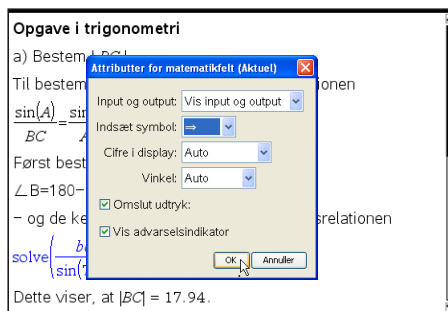 Opgave i trigonometri
a) Bestem |BC|
Attributter for matematikfelt (Aktuel)
Til bestem ionen
Input og output: Vis input og output
sin(A) sin
BC
Indsæt symbol: ⇒
Cifre i display: Auto
Først best
Vinkel: Auto
∠B=180−
Omslut udtryk:
− og de ke srelationen
Vis advarselsindikator
solve(
sin(
OK Annuller
Dette viser, at |BC| = 17.94.